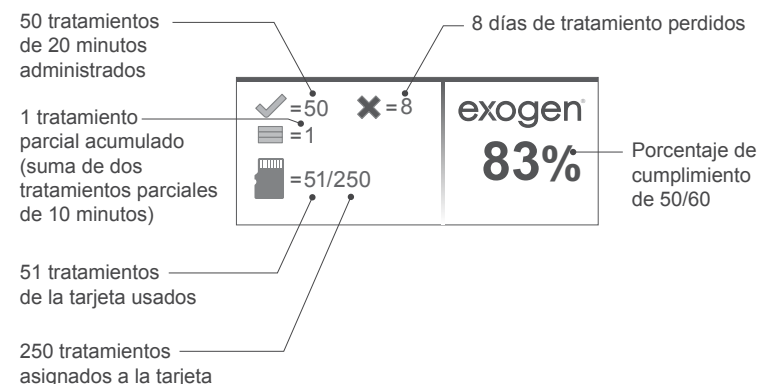 50 tratamientos
de 20 minutos
administrados
8 días de tratamiento perdidos
1 tratamiento
parcial acumulado
(suma de dos
tratamientos parciales
de 10 minutos)
=50 =8
=1
=51/250
exogen
83%
Porcentaje de
cumplimiento
de 50/60
51 tratamientos
de la tarjeta usados
250 tratamientos
asignados a la tarjeta